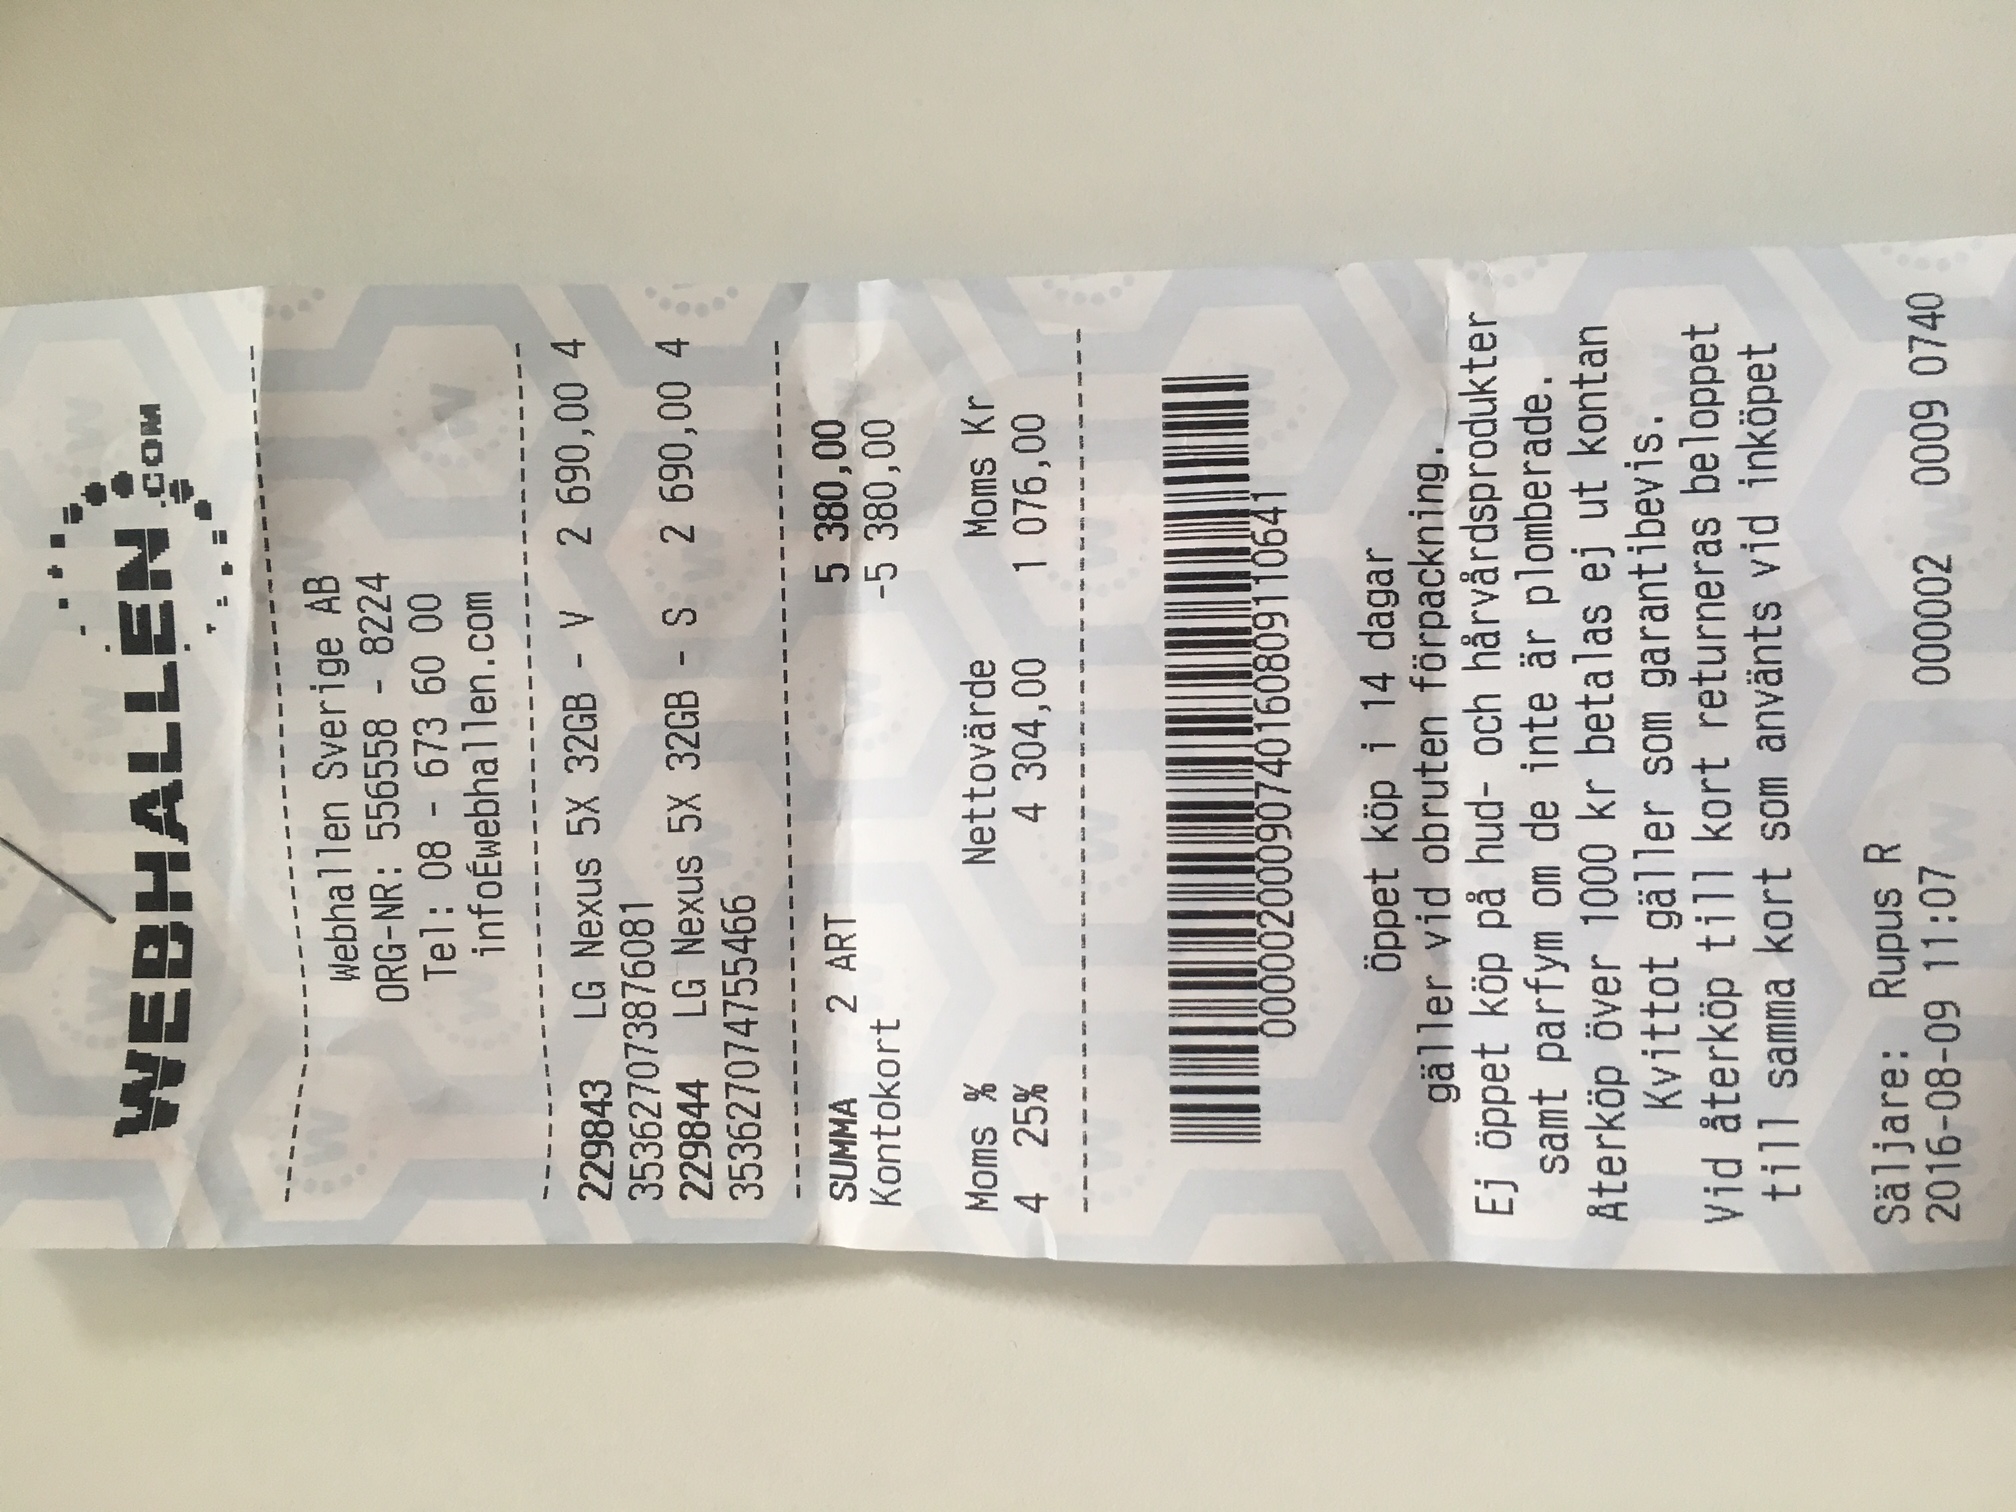 WEBHALLEN .COM
Webhallen Sverige AB
ORG-NR: 556558 - 8224
Tel: 08 - 673 60 00
infoÉwebhallen.com
229843 LG Nexus 5X 32GB - V 2 690,00 4
353627073876081
229844 LG Nexus 5X 32GB - S 2 690,00 4
353627074755466
SUMMA 2 ART 5 380,00
Kontokort -5 380,00
Moms % Nettovärde Moms Kr
4 25% 4 304,00 1 076,00
000002000907401608091​10641
öppet köp i 14 dagar
gäller vid obruten förpackning.
Ej öppet köp på hud- och hårvårdsprodukter
samt parfym om de inte är plomberade.
Återköp över 1000 kr betalas ej ut kontan
Kvittot gäller som garantibevis.
Vid återköp till kort returneras beloppet
till samma kort som använts vid inköpet
Säljare: Rupus R
2016-08-09 11:07 000002 0009 0740